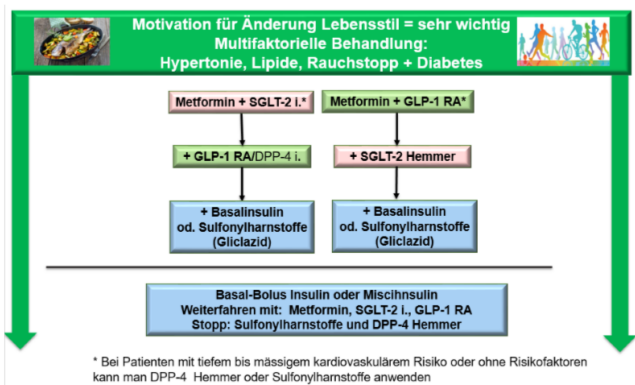 Motivation für Änderung Lebensstil = sehr wichtig
Multifaktorielle Behandlung:
Hypertonie, Lipide, Rauchstopp + Diabetes
Metformin + SGLT-2 i.*
Metformin + GLP-1 RA*
+ GLP-1 RA/DPP-4 i.
+ SGLT-2 Hemmer
+ Basalinsulin
od. Sulfonylharnstoffe
(Gliclazid)
+ Basalinsulin
od. Sulfonylharnstoffe
(Gliclazid)
Basal-Bolus Insulin oder Miscihnsulin
Weiterfahren mit: Metformin, SGLT-2 i., GLP-1 RA
Stopp: Sulfonylharnstoffe und DPP-4 Hemmer
* Bei Patienten mit tiefem bis mässigem kardiovaskulärem Risiko oder ohne Risikofaktoren
kann man DPP-4 Hemmer oder Sulfonylharnstoffe anwenden